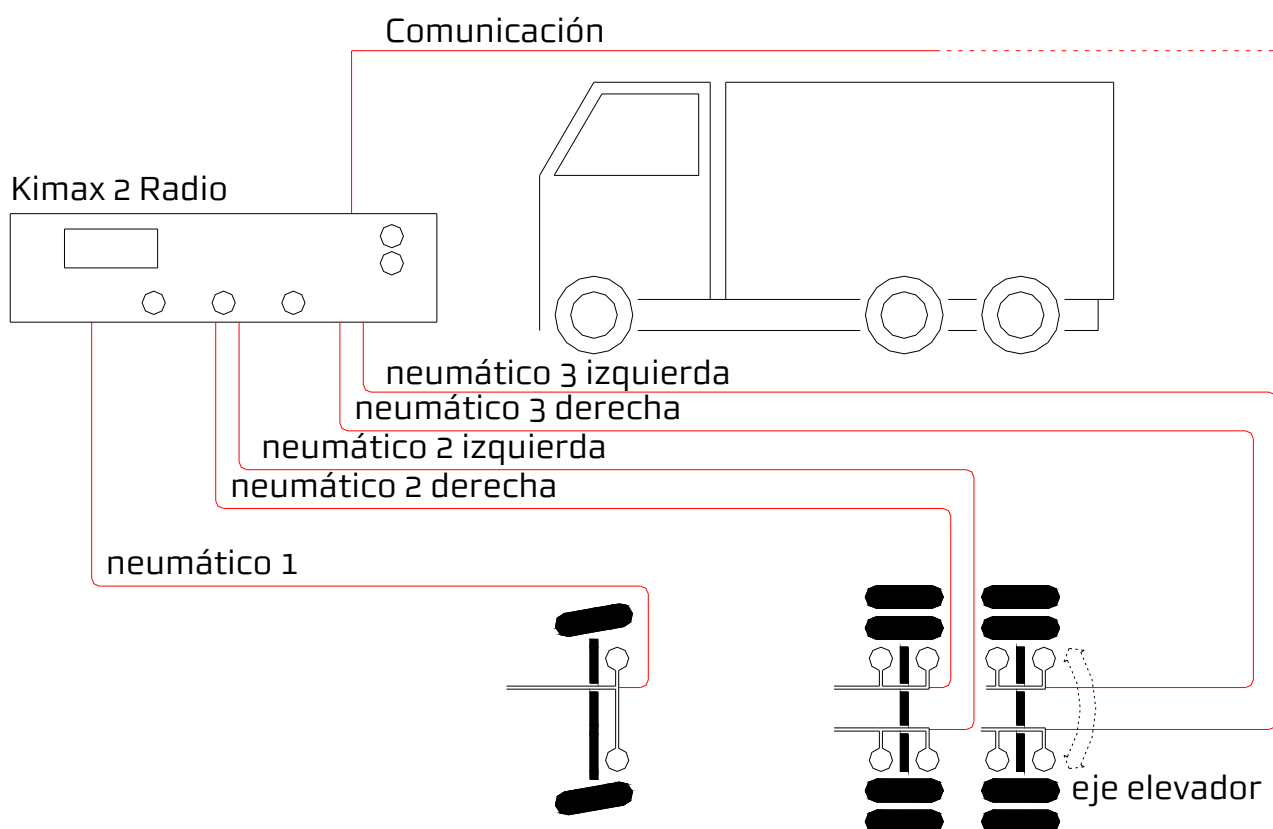 Comunicación
Kimax 2 Radio
neumático 3 izquierda
neumático 3 derecha
neumático 2 izquierda
neumático 2 derecha
neumático 1
eje elevador